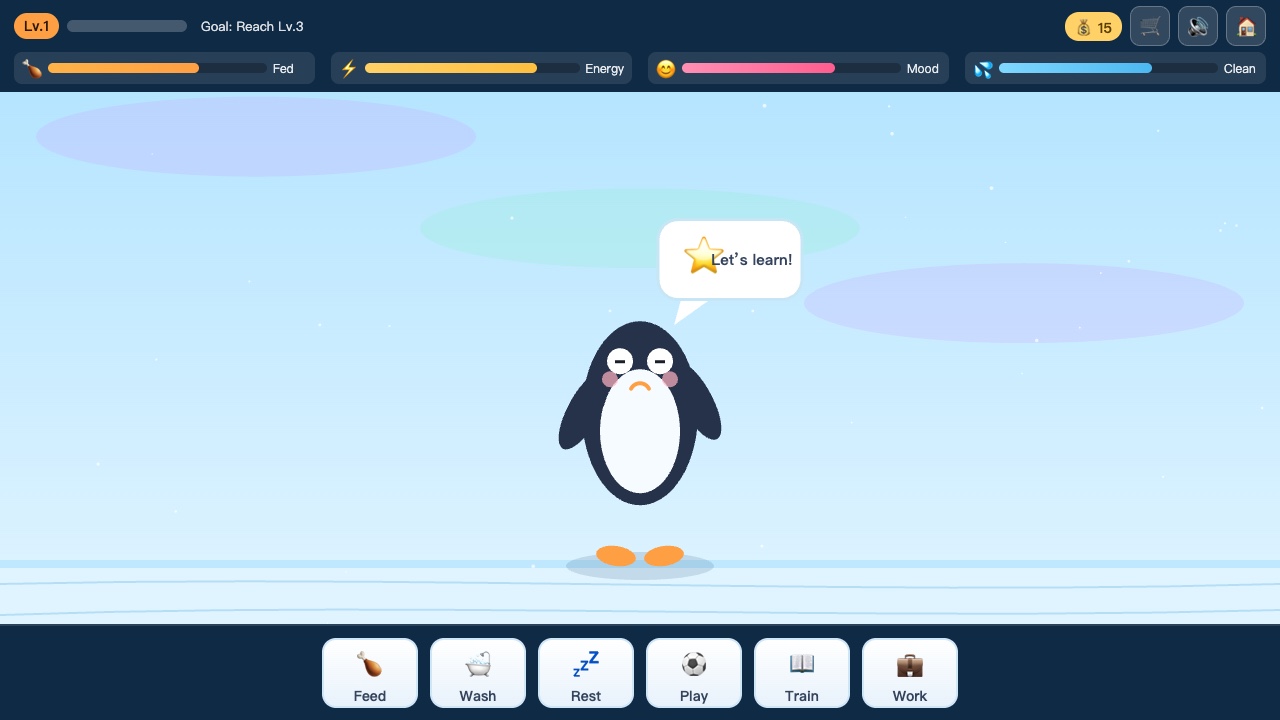 Lv.1
Goal: Reach Lv.3
15
Fed
Energy
Mood
Clean
Let's learn!
Feed
Wash
Rest
Play
Train
Work